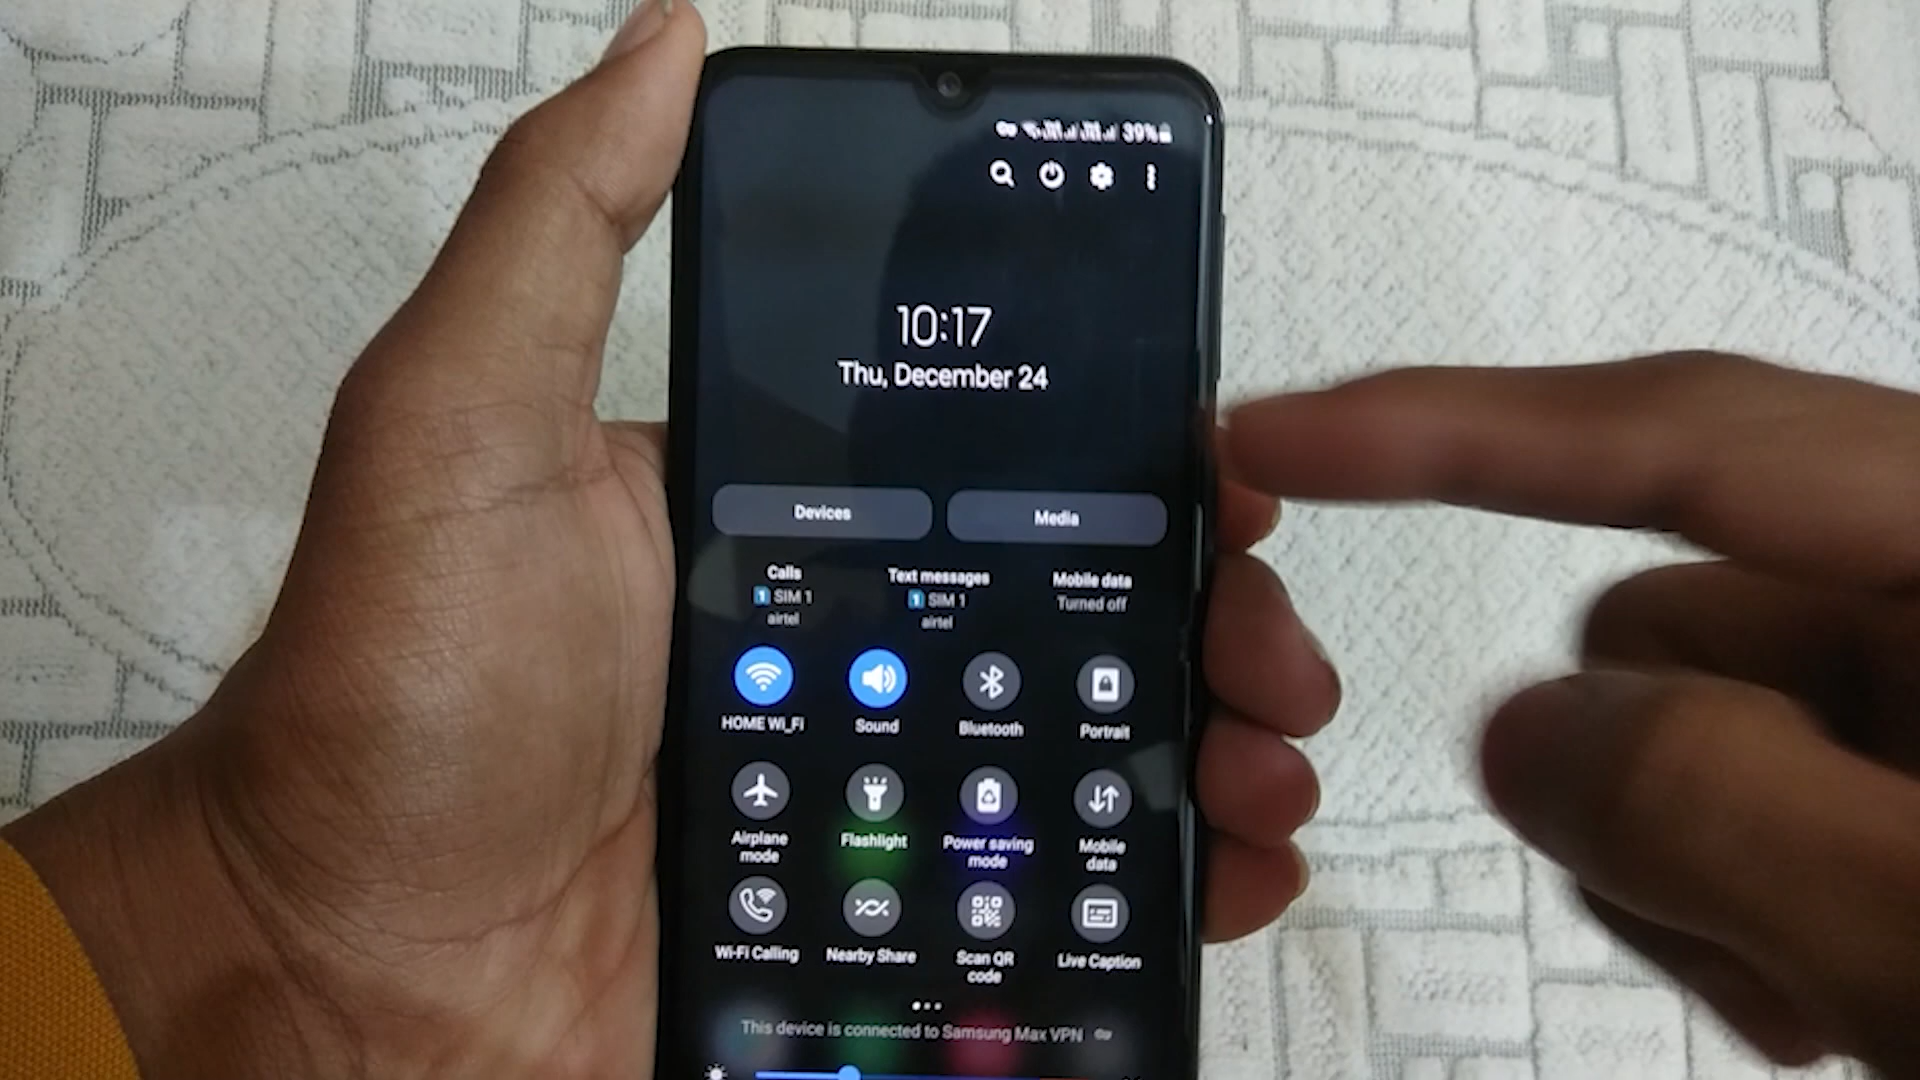 39%
10:17
Thu, December 24
Devices
Media
Calls
1 SIM 1
airtel
Text messages
1 SIM 1
airtel
Mobile data
Turned off
HOME Wi_Fi
Sound
Bluetooth
Portrait
Airplane
mode
Flashlight
Power saving
mode
Mobile
data
Wi-Fi Calling
Nearby Share
Scan QR
code
Live Caption
This device is connected to Samsung Max VPN